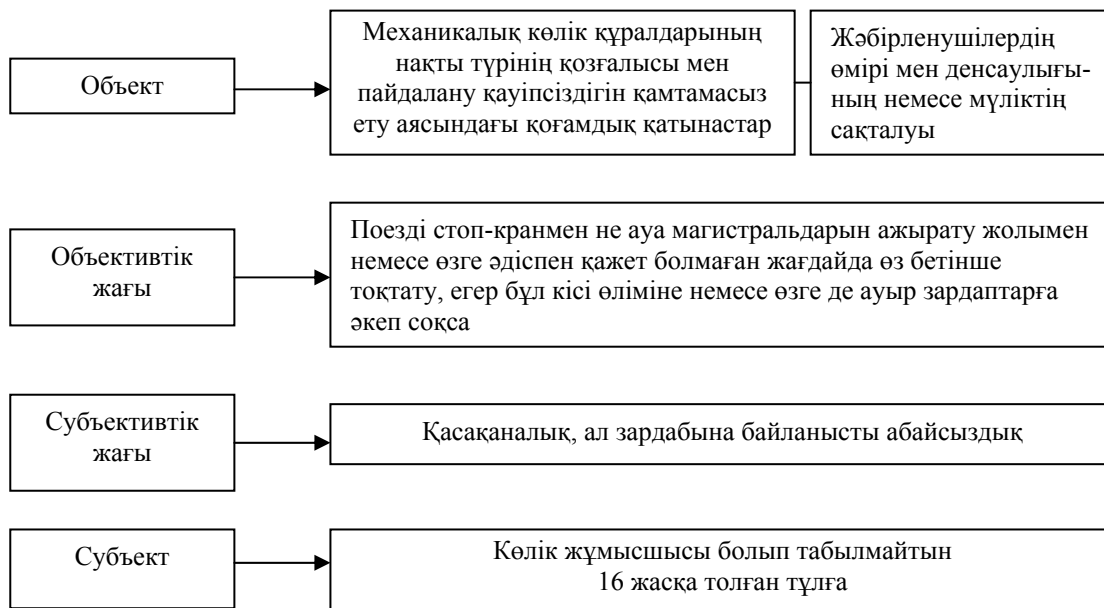 Объект
Механикалық көлік құралдарының
нақты түрінің қозғалысы мен
пайдалану қауіпсіздігін қамтамасыз
ету аясындағы қоғамдық қатынастар
Жәбірленушілердің
өмірі мен денсаулығы-
ның немесе мүліктің
сақталуы
Объективтік
жағы
Поезді стоп-кранмен не ауа магистральдарын ажырату жолымен
немесе өзге әдіспен қажет болмаған жағдайда өз бетінше
тоқтату, егер бұл кісі өліміне немесе өзге де ауыр зардаптарға
әкеп соқса
Субъективтік
жағы
Қасақаналық, ал зардабына байланысты абайсыздық
Субъект
Көлік жұмысшысы болып табылмайтын
16 жасқа толған тұлға